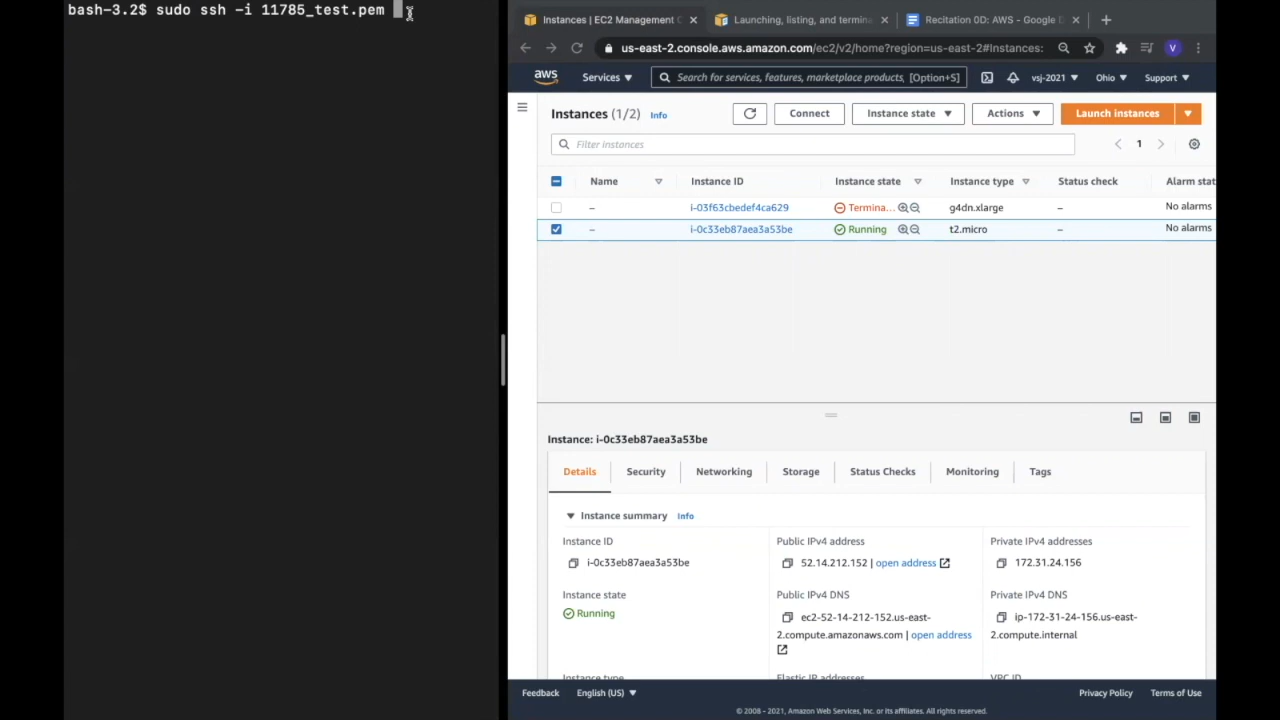 bash-3.2$ sudo ssh -i 11785_test.pem
Instances | EC2 Management C
Launching, listing, and termina
Recitation 0D: AWS - Google D
us-east-2.console.aws.amazon.com/ec2/v2/home?region=us-east-2#Instances:
V
aws Services Search for services, features, marketplace products, [Option+S] vsj-2021 Ohio Support
Instances (1/2) Info Connect Instance state Actions Launch instances
Filter instances 1
Name Instance ID Instance state Instance type Status check Alarm stat
– i-03f63cbedef4ca629 Termina... g4dn.xlarge – No alarms
– i-0c33eb87aea3a53be Running t2.micro – No alarms
Instance: i-0c33eb87aea3a53be
Details Security Networking Storage Status Checks Monitoring Tags
Instance summary Info
Instance ID
i-0c33eb87aea3a53be
Public IPv4 address
52.14.212.152 | open address
Private IPv4 addresses
172.31.24.156
Instance state
Running
Public IPv4 DNS
ec2-52-14-212-152.us-east-
2.compute.amazonaws.com | open address
Private IPv4 DNS
ip-172-31-24-156.us-east-
2.compute.internal
Instance type Elastic IP addresses VPC ID
Feedback English (US) Privacy Policy Terms of Use
© 2008 - 2021, Amazon Web Services, Inc. or its affiliates. All rights reserved.